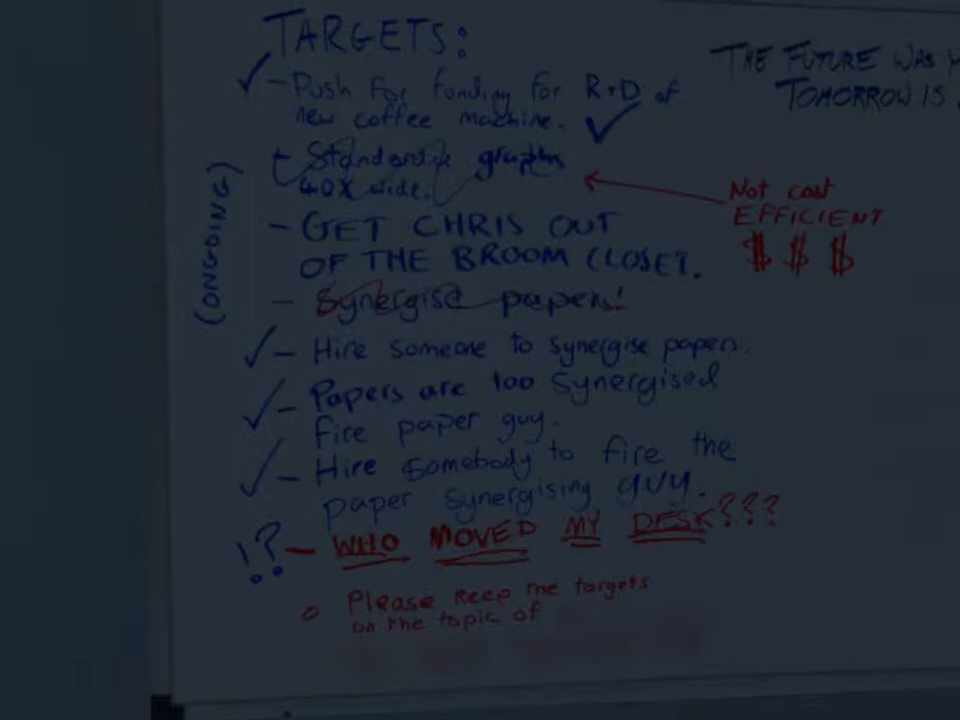 TARGETS:
THE FUTURE WAS
TOMORROW IS
- Push for funding for R+D of
new coffee machine.
- Standardise graphs
40X wide.
Not cost
EFFICIENT
$ $ $
(ONGOING)
- GET CHRIS OUT
OF THE BROOM CLOSET.
- Synergise papers!
- Hire someone to synergise papers.
- Papers are too synergised
fire paper guy.
- Hire somebody to fire the
paper synergising guy.
!? - WHO MOVED MY DESK???
o Please keep the targets
on the topic of